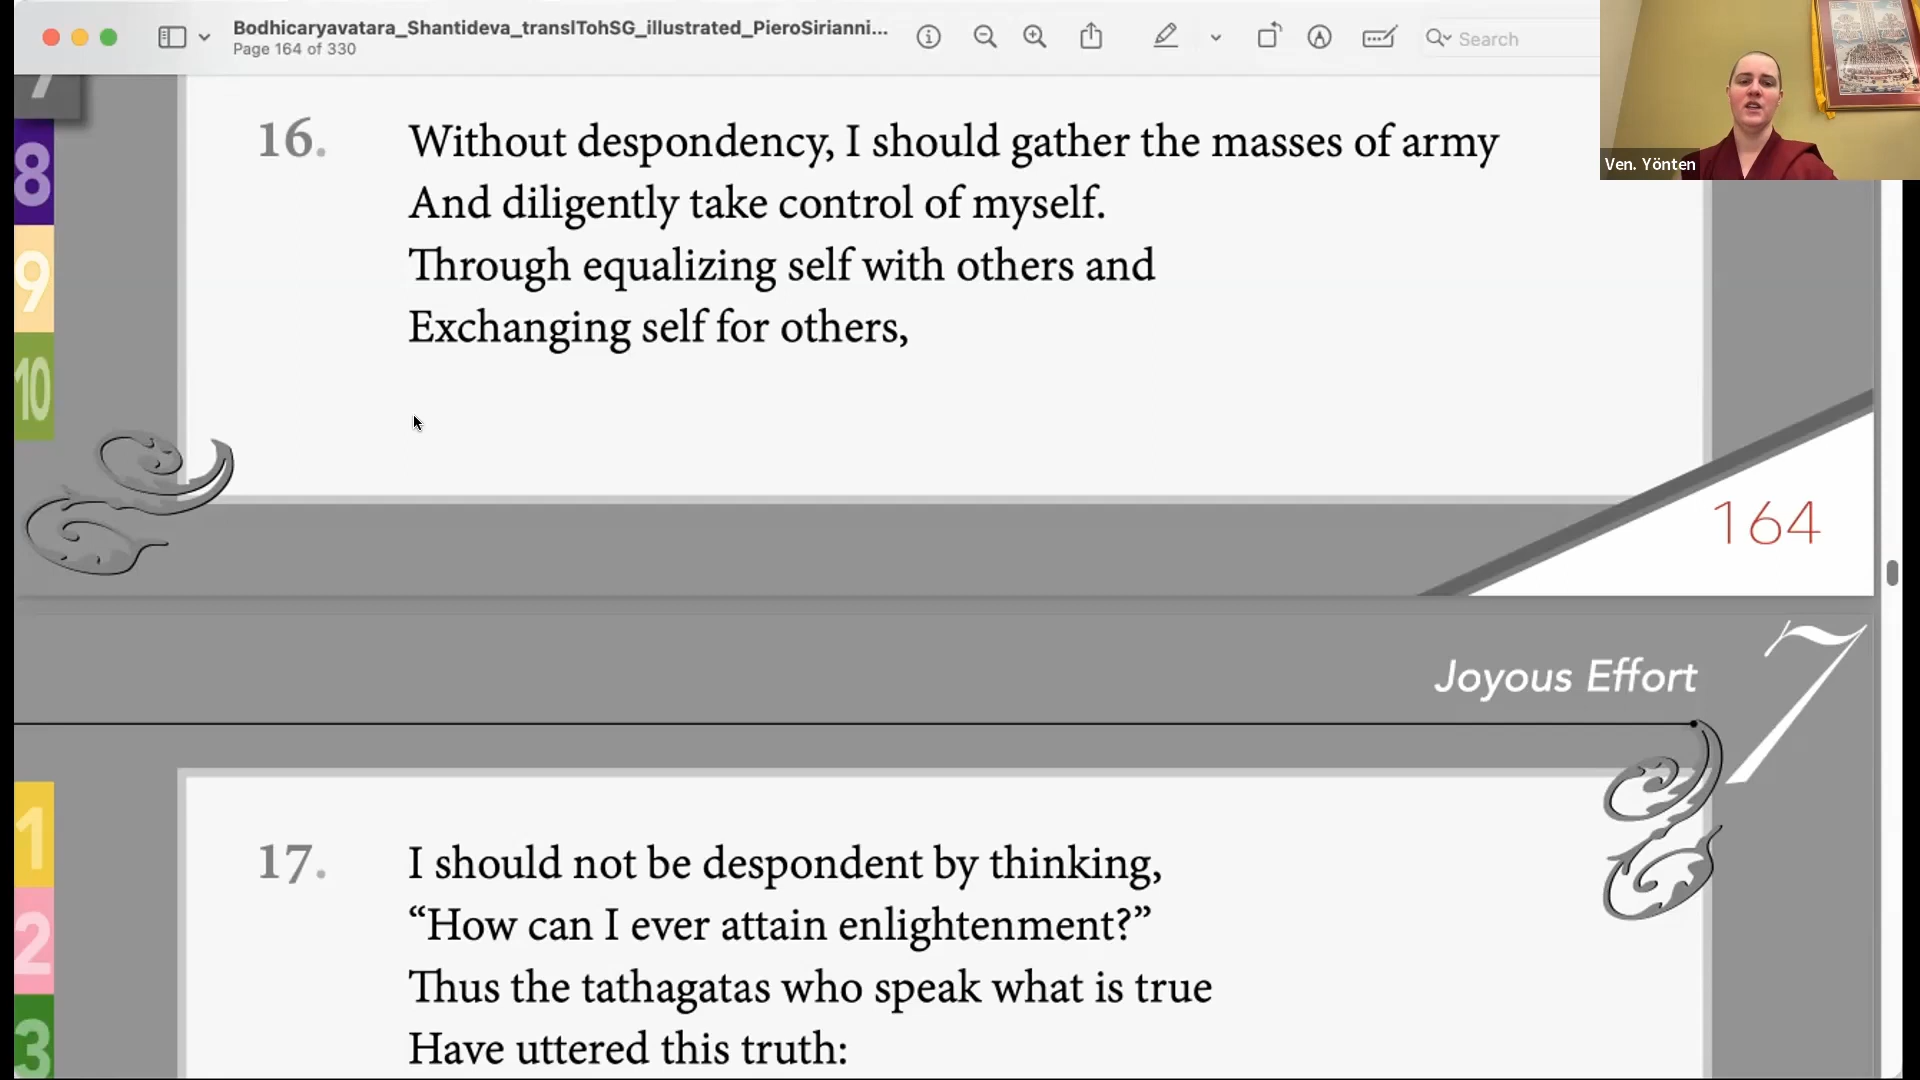 Bodhicaryavatara_Shantideva_translTohSG_illustrated_PieroSirianni...
Page 164 of 330
Search
Ven. Yönten
7
8
9
10
16. Without despondency, I should gather the masses of army
And diligently take control of myself.
Through equalizing self with others and
Exchanging self for others,
164
Joyous Effort
7
1
2
3
17. I should not be despondent by thinking,
“How can I ever attain enlightenment?”
Thus the tathagatas who speak what is true
Have uttered this truth: